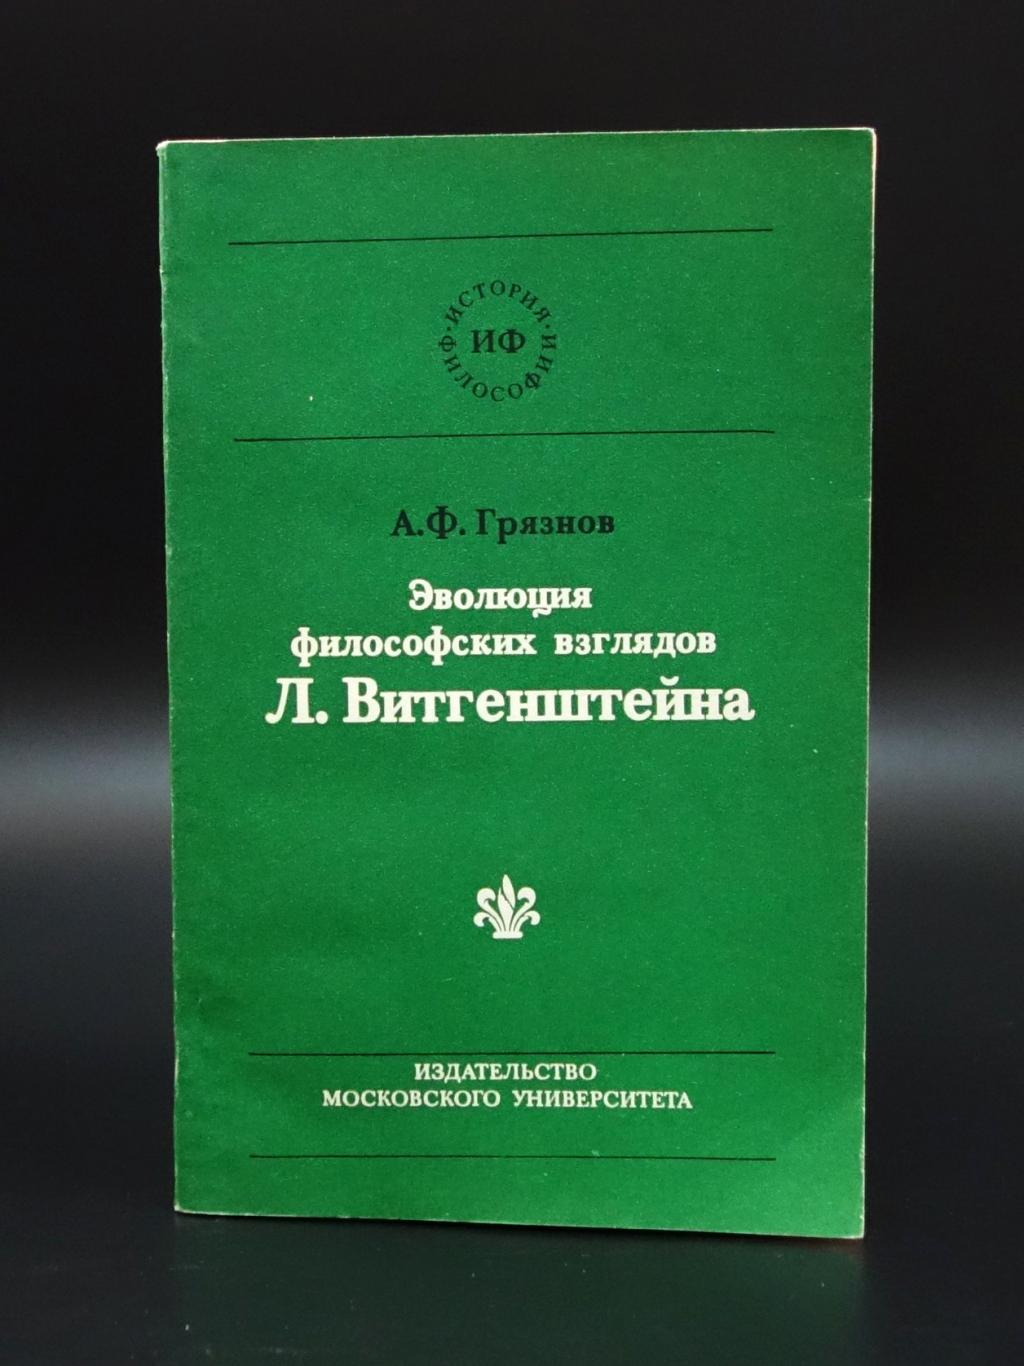 ИСТОРИЯ · ФИЛОСОФИИ ·
ИФ
А.Ф. Грязнов
Эволюция
философских взглядов
Л. Витгенштейна
ИЗДАТЕЛЬСТВО
МОСКОВСКОГО УНИВЕРСИТЕТА